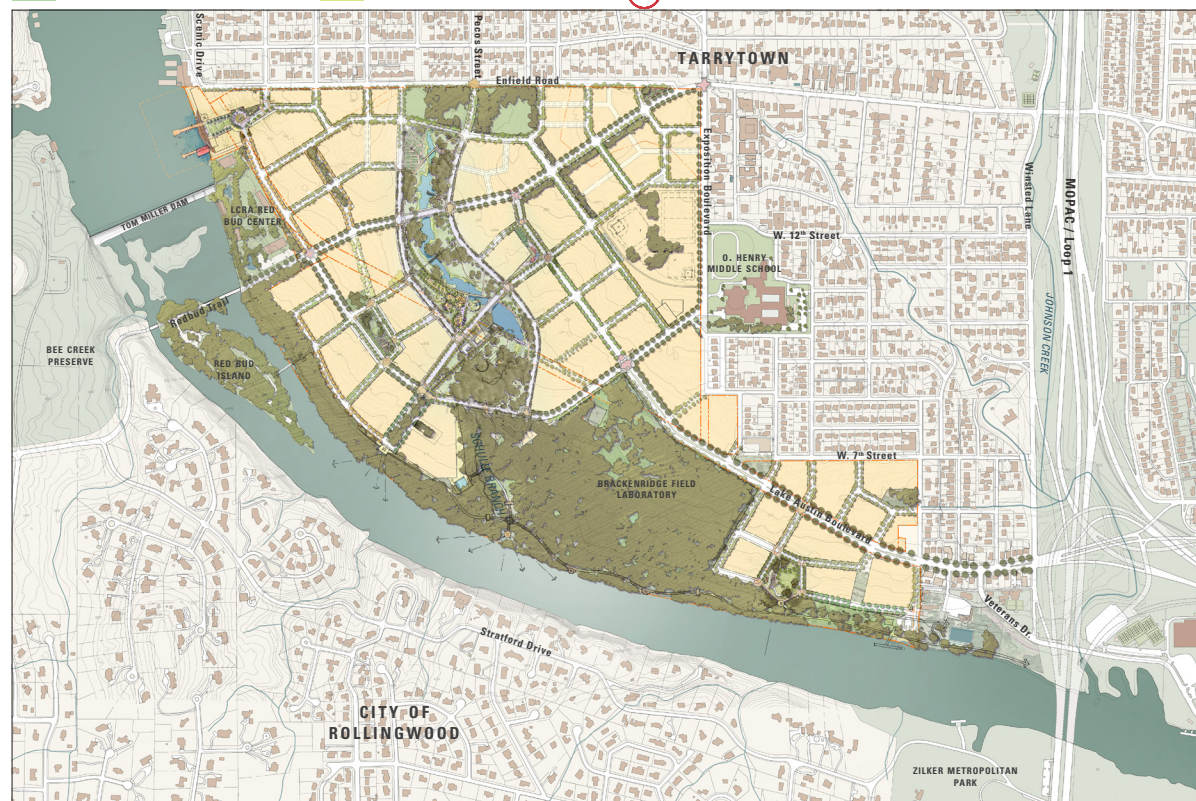 Scenic Drive
Pecos Street
TARRYTOWN
Enfield Road
Exposition Boulevard
Winsted Lane
MOPAC / Loop 1
TOM MILLER DAM
LCRA RED
BUD CENTER
W. 12th Street
O. HENRY
MIDDLE SCHOOL
JOHNSON CREEK
Redbud Trail
BEE CREEK
PRESERVE
RED BUD
ISLAND
W. 7th Street
SCHULLE BRANCH
BRACKENRIDGE FIELD
LABORATORY
Lake Austin Boulevard
Veterans Dr.
Stratford Drive
CITY OF
ROLLINGWOOD
ZILKER METROPOLITAN
PARK